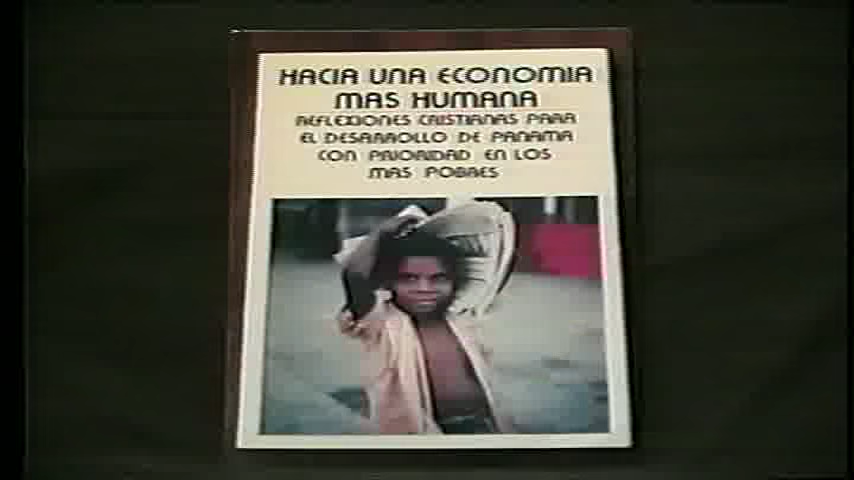 HACIA UNA ECONOMIA
MAS HUMANA
REFLEXIONES CRISTIANAS PARA
EL DESARROLLO DE PANAMA
CON PRIORIDAD EN LOS
MAS POBRES